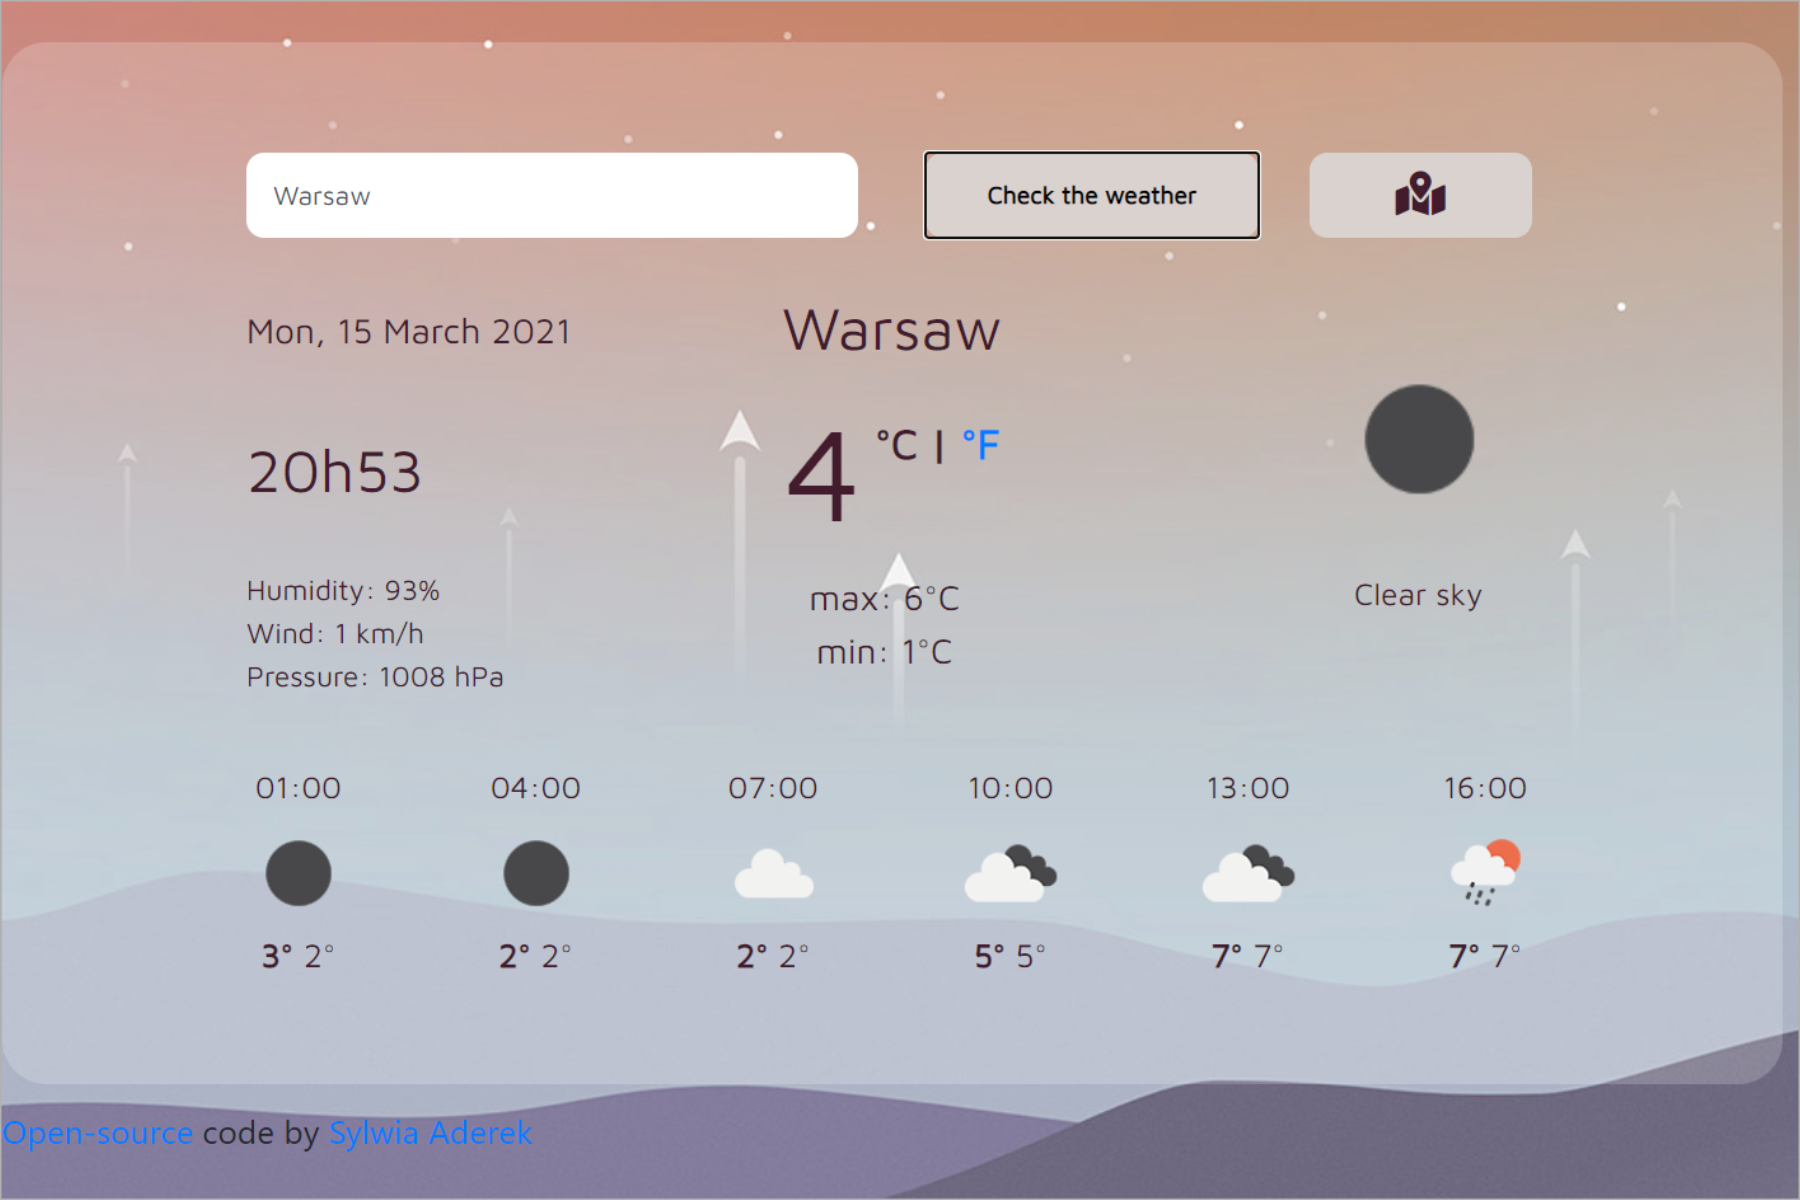 Warsaw
Check the weather
Mon, 15 March 2021
Warsaw
20h53
4 °C | °F
Humidity: 93%
Wind: 1 km/h
Pressure: 1008 hPa
max: 6°C
min: 1°C
Clear sky
01:00 04:00 07:00 10:00 13:00 16:00
3° 2° 2° 2° 2° 2° 5° 5° 7° 7° 7° 7°
Open-source code by Sylwia Aderek